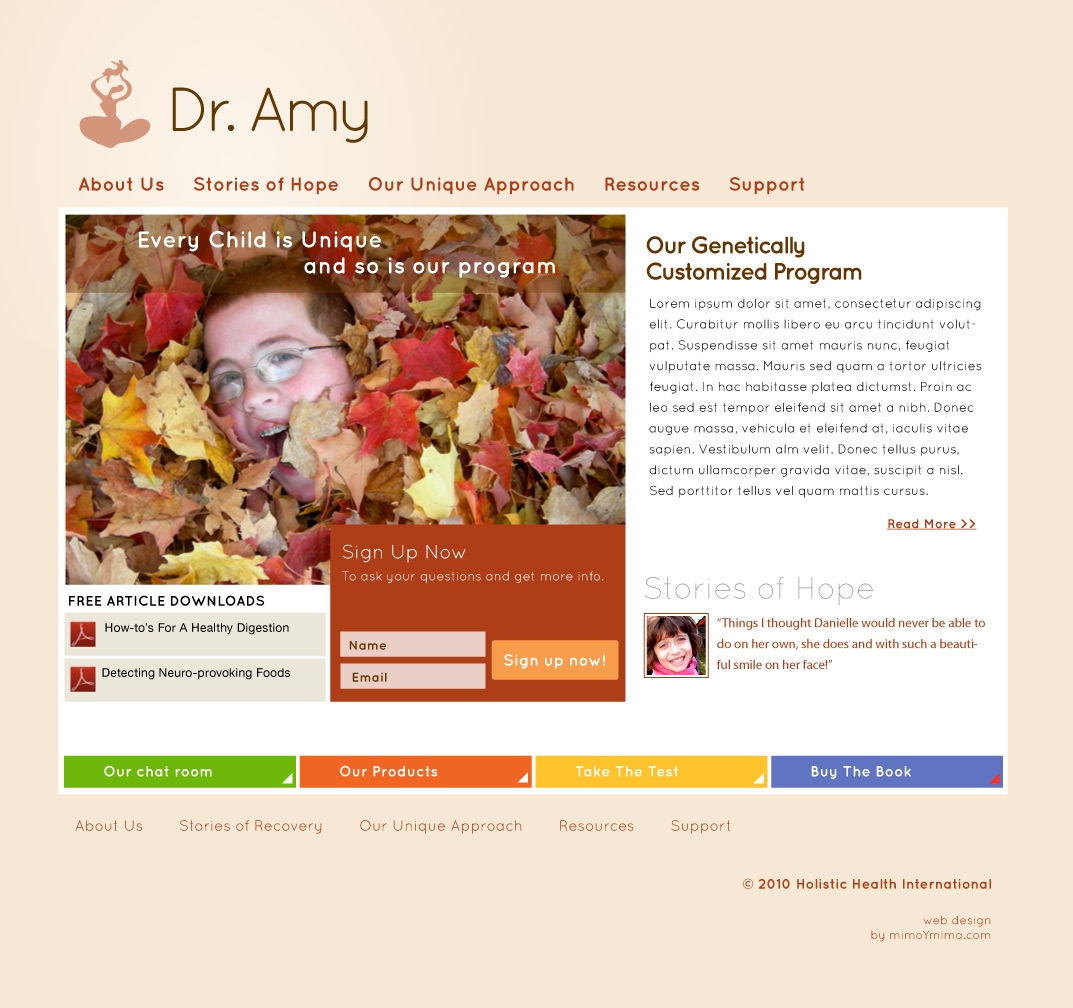 Dr. Amy
About Us Stories of Hope Our Unique Approach Resources Support
Every Child is Unique
and so is our program
Our Genetically
Customized Program
Lorem ipsum dolor sit amet, consectetur adipiscing
elit. Curabitur mollis libero eu arcu tincidunt volut-
pat. Suspendisse sit amet mauris nunc, feugiat
vulputate massa. Mauris sed quam a tortor ultricies
feugiat. In hac habitasse platea dictumst. Proin ac
leo sed est tempor eleifend sit amet a nibh. Donec
augue massa, vehicula et eleifend at, iaculis vitae
sapien. Vestibulum alm velit. Donec tellus purus,
dictum ullamcorper gravida vitae, suscipit a nisl.
Sed porttitor tellus vel quam mattis cursus.
Read More >>
Sign Up Now
To ask your questions and get more info.
Name
Email
Sign up now!
FREE ARTICLE DOWNLOADS
How-to's For A Healthy Digestion
Detecting Neuro-provoking Foods
Stories of Hope
“Things I thought Danielle would never be able to
do on her own, she does and with such a beauti-
ful smile on her face!”
Our chat room Our Products Take The Test Buy The Book
About Us Stories of Recovery Our Unique Approach Resources Support
© 2010 Holistic Health International
web design
by mimoYmima.com